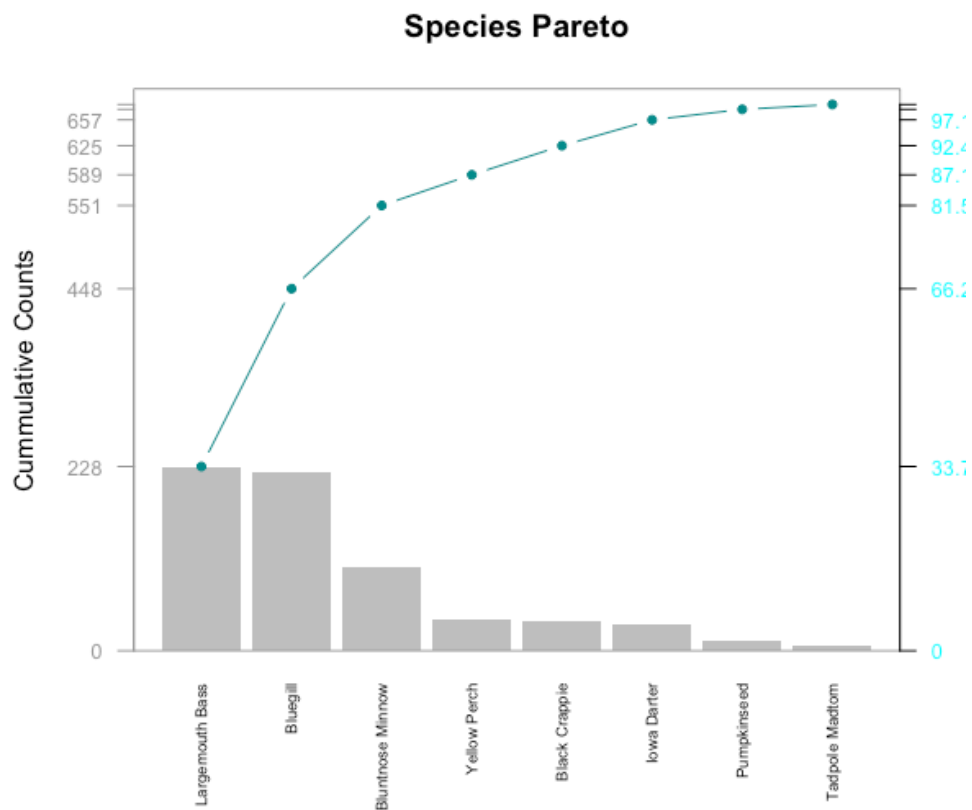 Species Pareto
Cummulative Counts
657
625
589
551
448
228
0
97.1
92.4
87.1
81.5
66.2
33.7
0
Largemouth Bass
Bluegill
Bluntnose Minnow
Yellow Perch
Black Crappie
Iowa Darter
Pumpkinseed
Tadpole Madtom